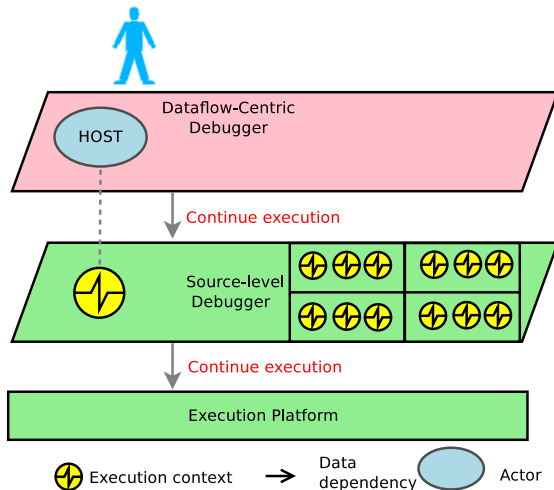 Dataflow-Centric
Debugger
HOST
Continue execution
Source-level
Debugger
Continue execution
Execution Platform
Execution context
Data
dependency
Actor